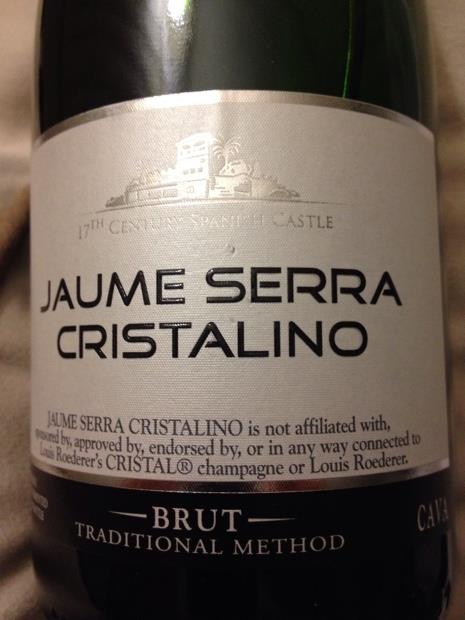 17TH CENTURY SPANISH CASTLE
JAUME SERRA
CRISTALINO
JAUME SERRA CRISTALINO is not affiliated with,
sponsored by, approved by, endorsed by, or in any way connected to
Louis Roederer's CRISTAL® champagne or Louis Roederer.
BRUT
TRADITIONAL METHOD
CAVA